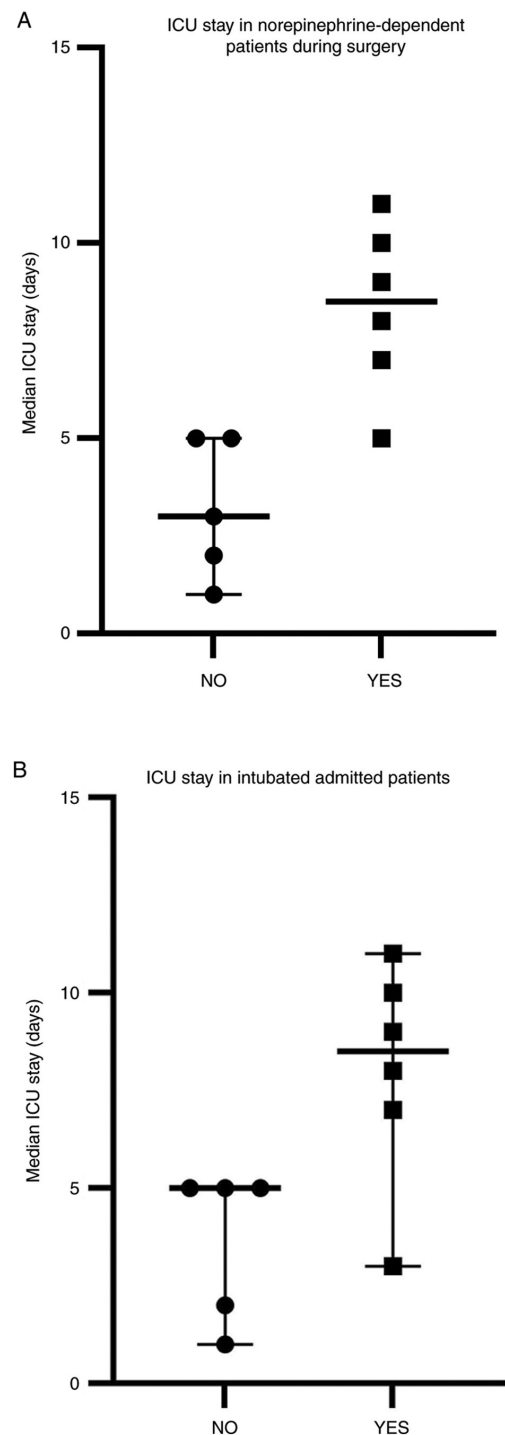 A
ICU stay in norepinephrine-dependent
patients during surgery
15
10
5
0
Median ICU stay (days)
NO
YES
B
ICU stay in intubated admitted patients
15
10
5
0
Median ICU stay (days)
NO
YES